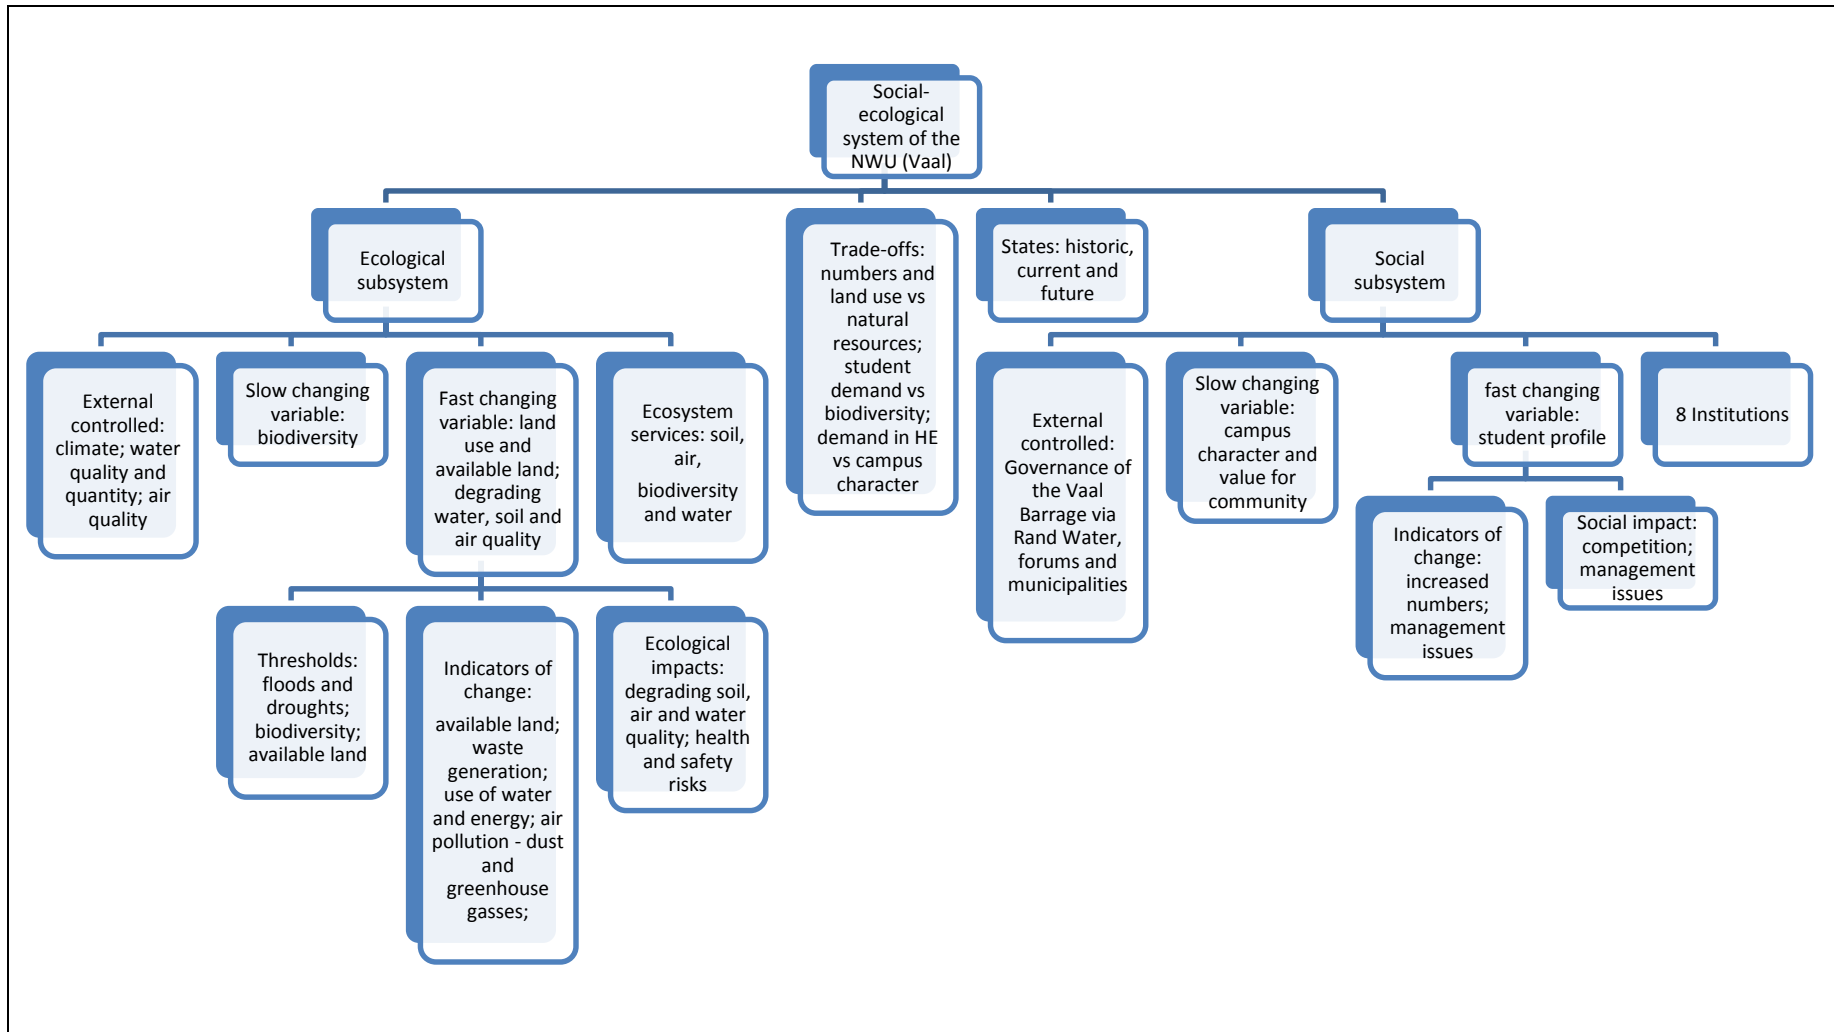 Social-
ecological
system of the
NWU (Vaal)
Ecological
subsystem
Trade-offs:
numbers and
land use vs
natural
resources;
student
demand vs
biodiversity;
demand in HE
vs campus
character
States: historic,
current and
future
Social
subsystem
External
controlled:
climate; water
quality and
quantity; air
quality
Slow changing
variable:
biodiversity
Fast changing
variable: land
use and
available land;
degrading
water, soil and
air quality
Ecosystem
services: soil,
air,
biodiversity
and water
External
controlled:
Governance of
the Vaal
Barrage via
Rand Water,
forums and
municipalities
Slow changing
variable:
campus
character and
value for
community
fast changing
variable:
student profile
8 Institutions
Thresholds:
floods and
droughts;
biodiversity;
available land
Indicators of
change:
available land;
waste
generation;
use of water
and energy; air
pollution - dust
and
greenhouse
gasses;
Ecological
impacts:
degrading soil,
air and water
quality; health
and safety
risks
Indicators of
change:
increased
numbers;
management
issues
Social impact:
competition;
management
issues